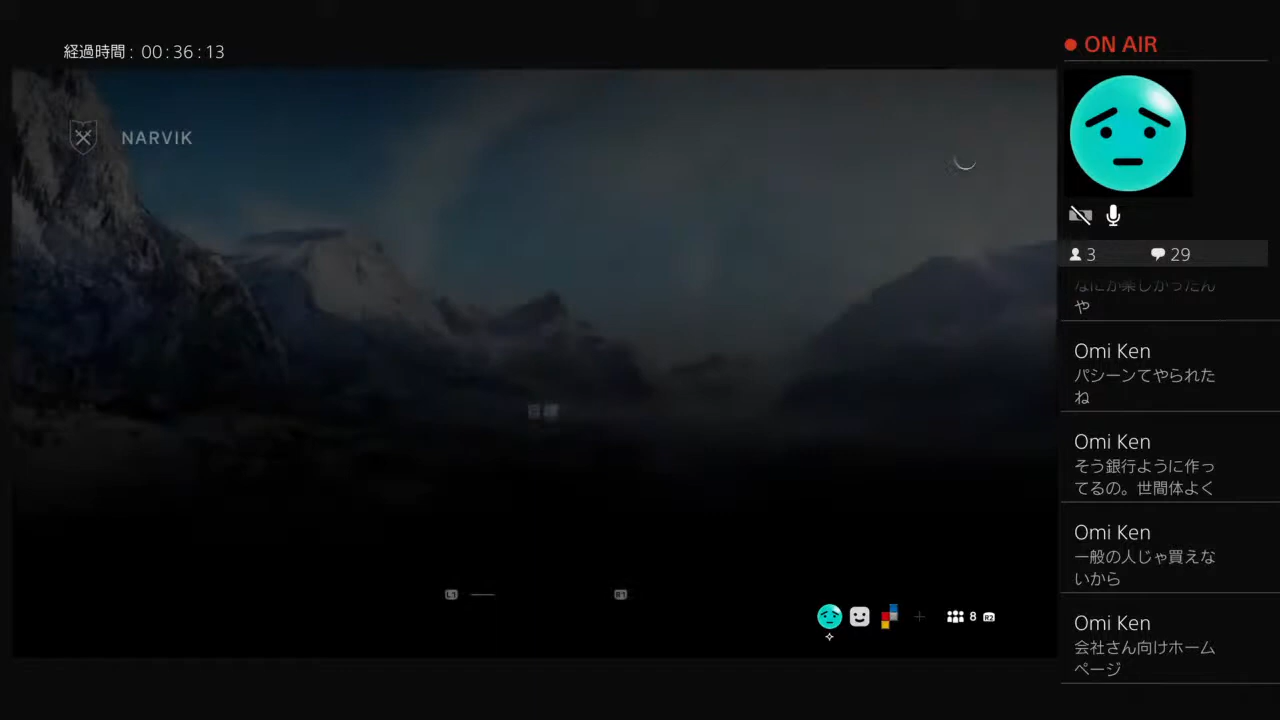 経過時間： 00:36:13
ON AIR
NARVIK
3
29
なにが楽しかったん
や
Omi Ken
パシーンてやられた
ね
Omi Ken
そう銀行ように作っ
てるの。世間体よく
Omi Ken
一般の人じゃ買えな
いから
Omi Ken
会社さん向けホーム
ページ
L1
R1
8 R2